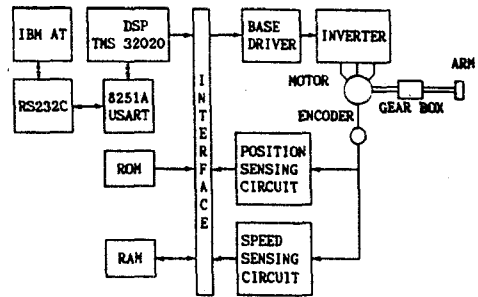 IBM AT
DSP
TMS 32020
BASE
DRIVER
INVERTER
ARM
MOTOR
GEAR BOX
RS232C
8251A
USART
ENCODER
INTERFACE
ROM
POSITION
SENSING
CIRCUIT
RAM
SPEED
SENSING
CIRCUIT